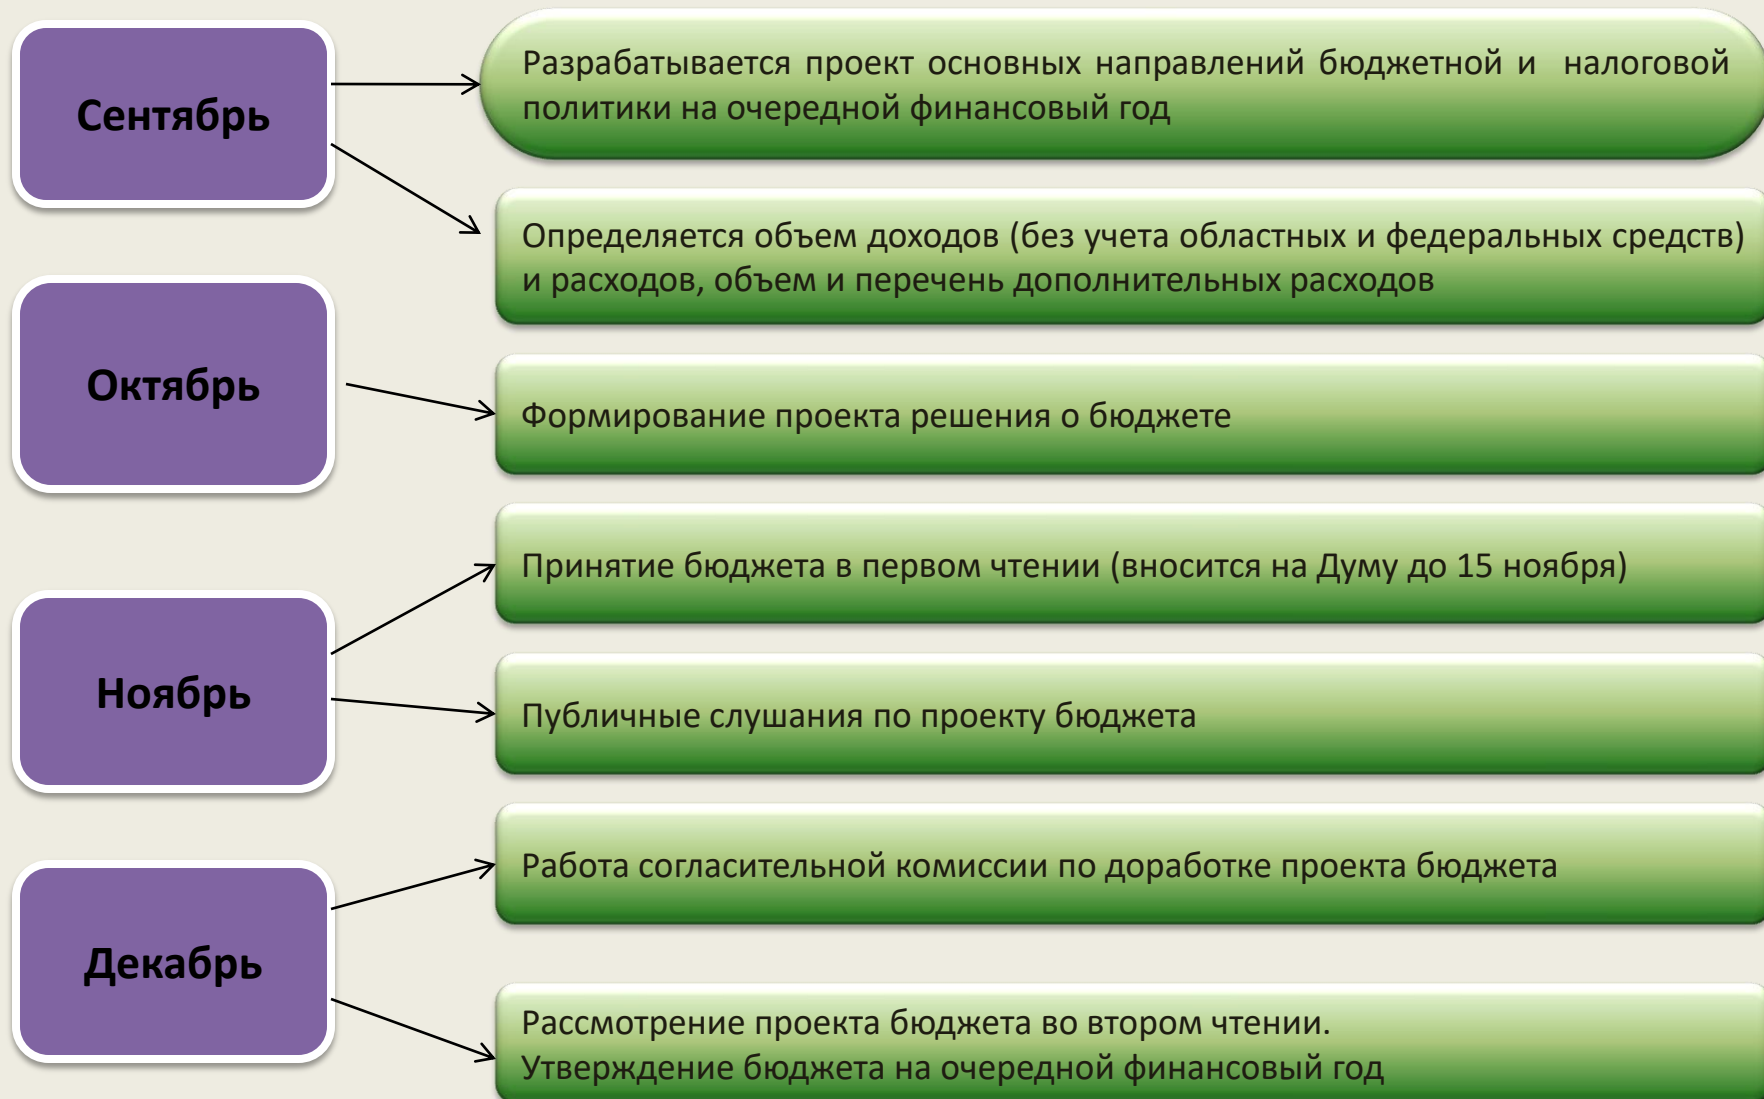 Сентябрь
Разрабатывается проект основных направлений бюджетной и налоговой
политики на очередной финансовый год
Определяется объем доходов (без учета областных и федеральных средств)
и расходов, объем и перечень дополнительных расходов
Октябрь
Формирование проекта решения о бюджете
Ноябрь
Принятие бюджета в первом чтении (вносится на Думу до 15 ноября)
Публичные слушания по проекту бюджета
Декабрь
Работа согласительной комиссии по доработке проекта бюджета
Рассмотрение проекта бюджета во втором чтении.
Утверждение бюджета на очередной финансовый год